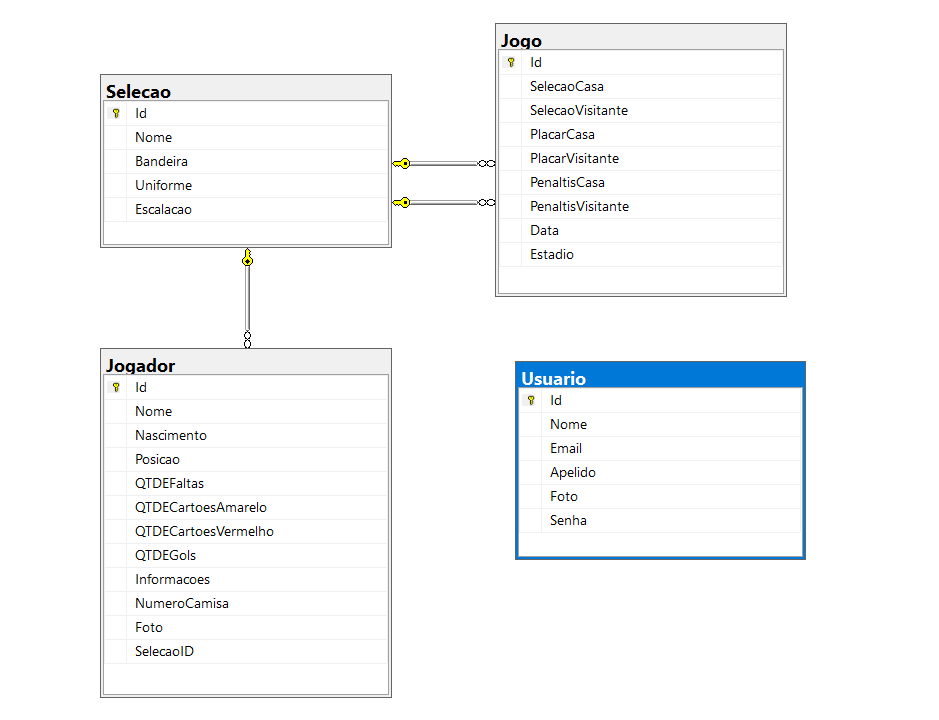 Selecao
Id
Nome
Bandeira
Uniforme
Escalacao
Jogo
Id
SelecaoCasa
SelecaoVisitante
PlacarCasa
PlacarVisitante
PenaltisCasa
PenaltisVisitante
Data
Estadio
Jogador
Id
Nome
Nascimento
Posicao
QTDEFaltas
QTDECartoesAmarelo
QTDECartoesVermelho
QTDEGols
Informacoes
NumeroCamisa
Foto
SelecaoID
Usuario
Id
Nome
Email
Apelido
Foto
Senha